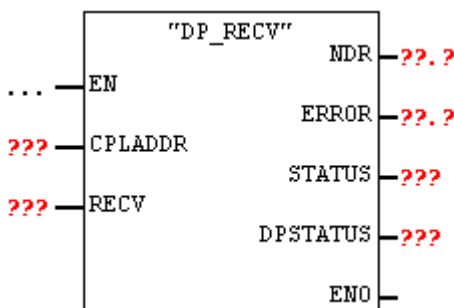 "DP_RECV"
NDR ??.?
... EN
ERROR ??.?
??? CPLADDR
STATUS ???
??? RECV
DPSTATUS ???
ENO